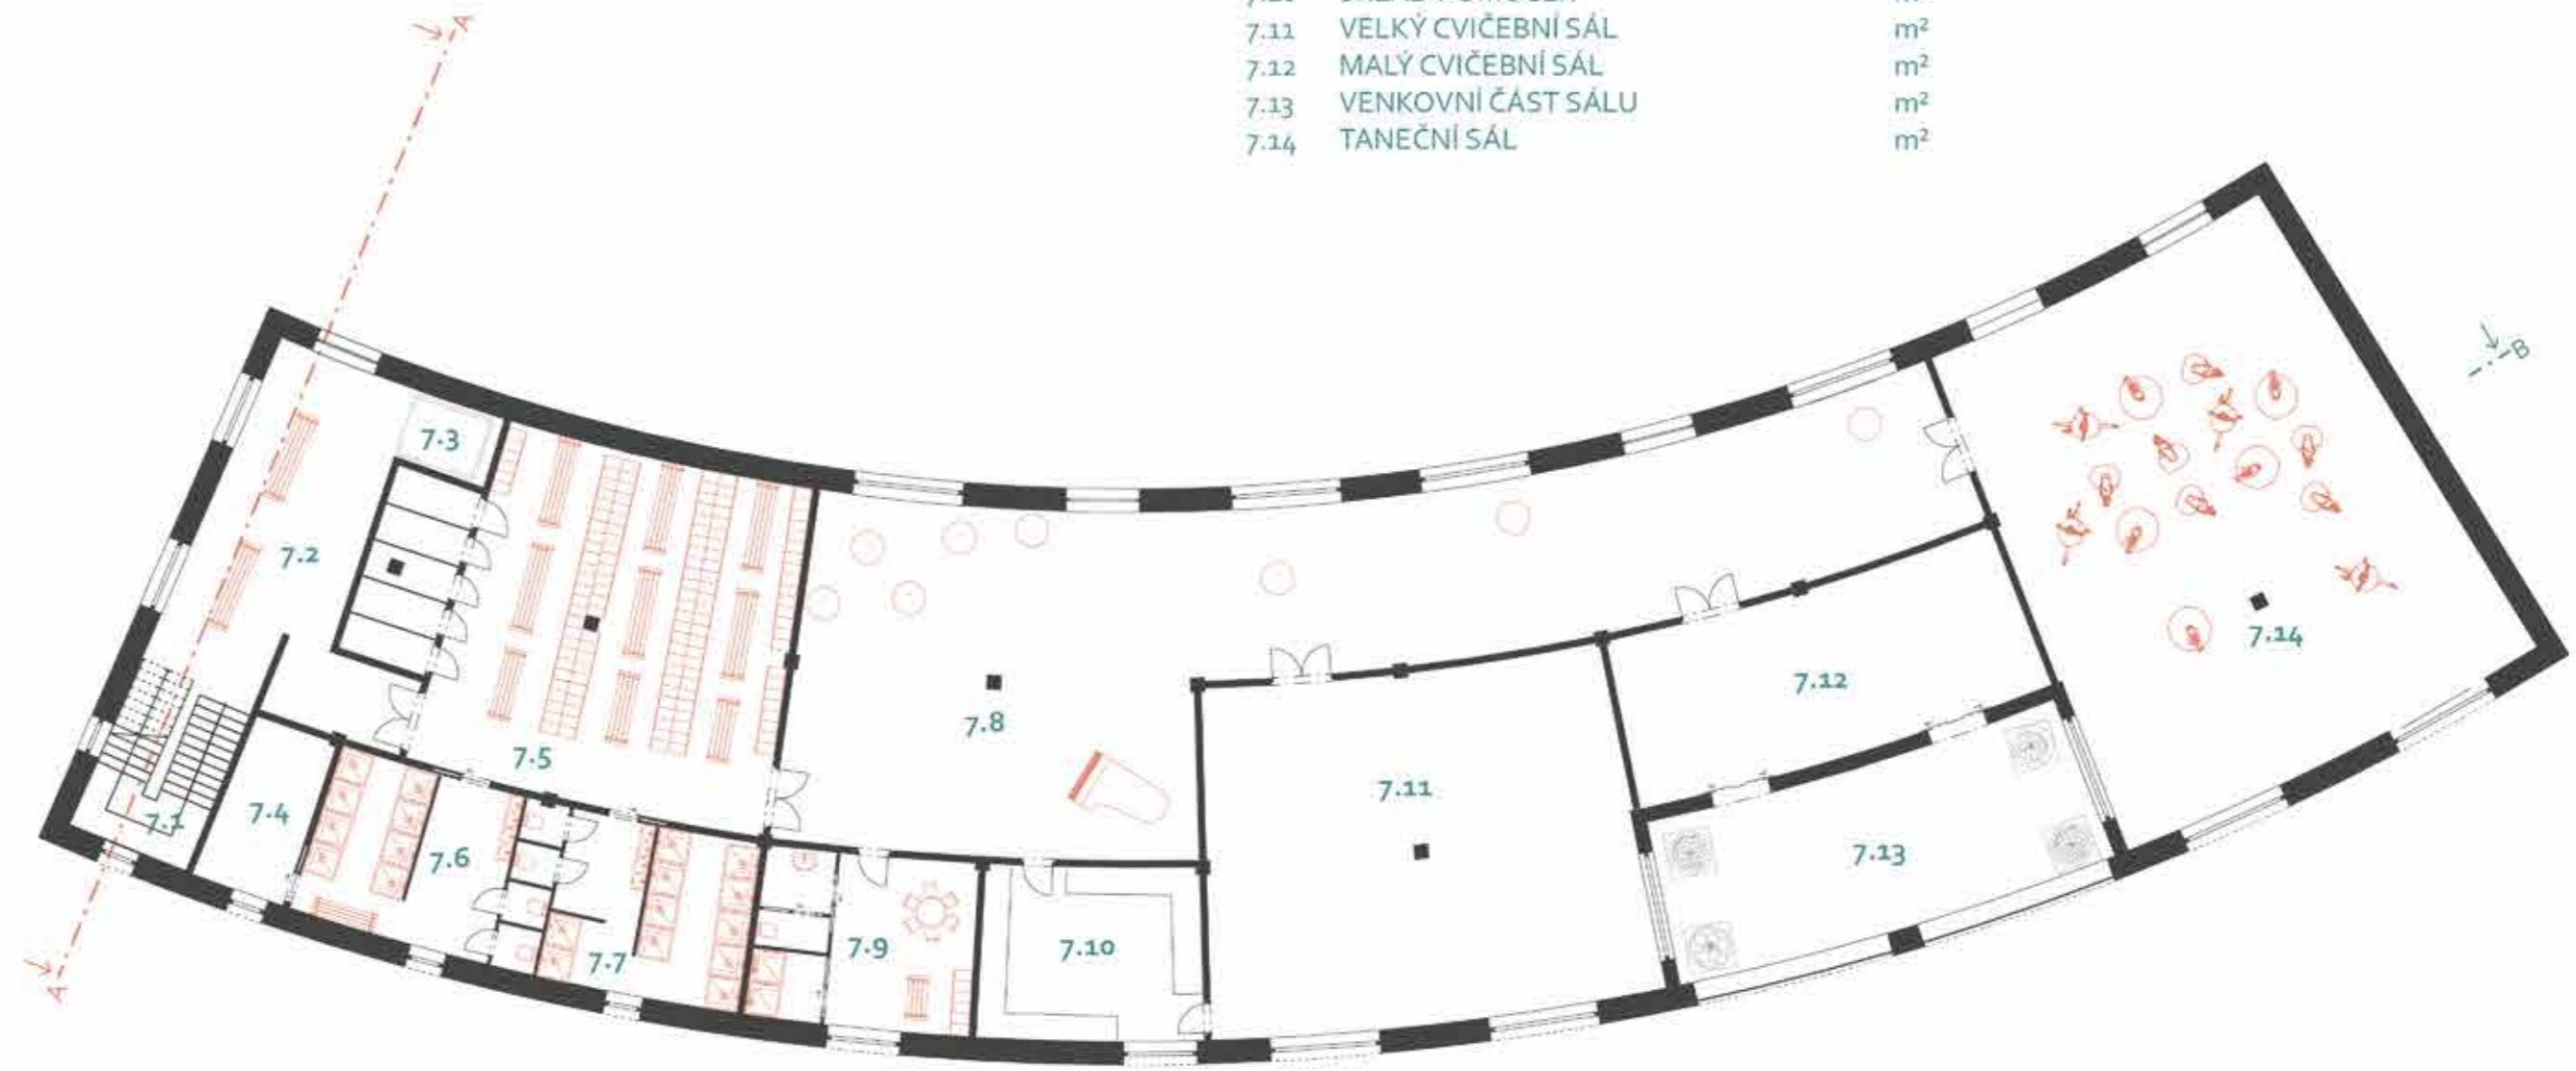 7.11 VELKÝ CVIČEBNÍ SÁL m²
7.12 MALÝ CVIČEBNÍ SÁL m²
7.13 VENKOVNÍ ČÁST SÁLU m²
7.14 TANEČNÍ SÁL m²
A
B
7.3
7.2
7.14
7.12
7.8
7.5
7.11
7.4
7.1
7.6
7.13
7.9
7.10
7.7
A